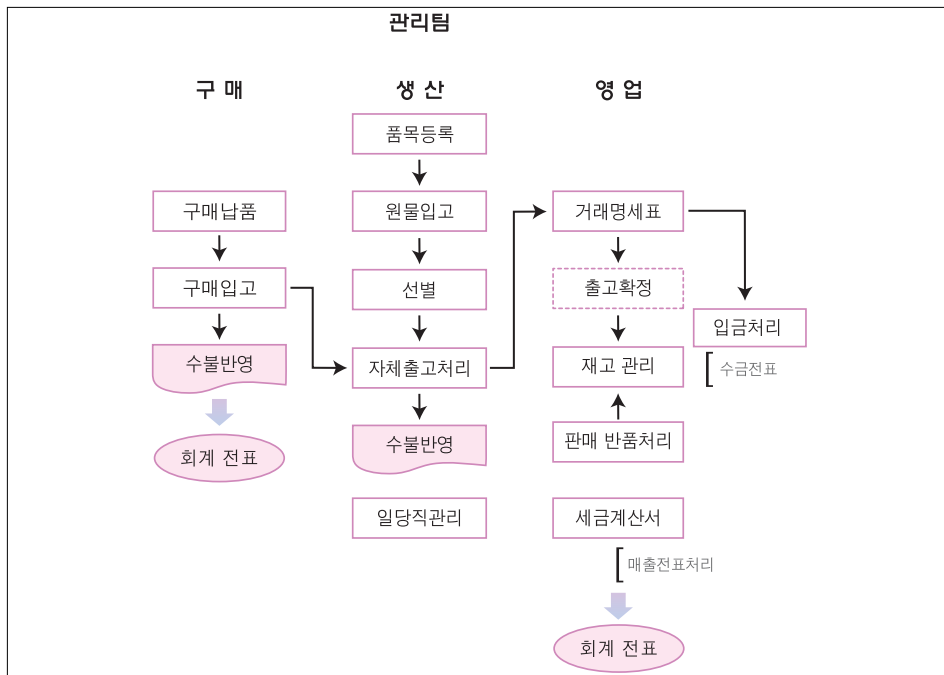 관리팀
구 매
생 산
영 업
품목등록
구매납품
원물입고
거래명세표
구매입고
선별
출고확정
입금처리
수불반영
자체출고처리
재고 관리
수금전표
회계 전표
수불반영
판매 반품처리
일당직관리
세금계산서
매출전표처리
회계 전표